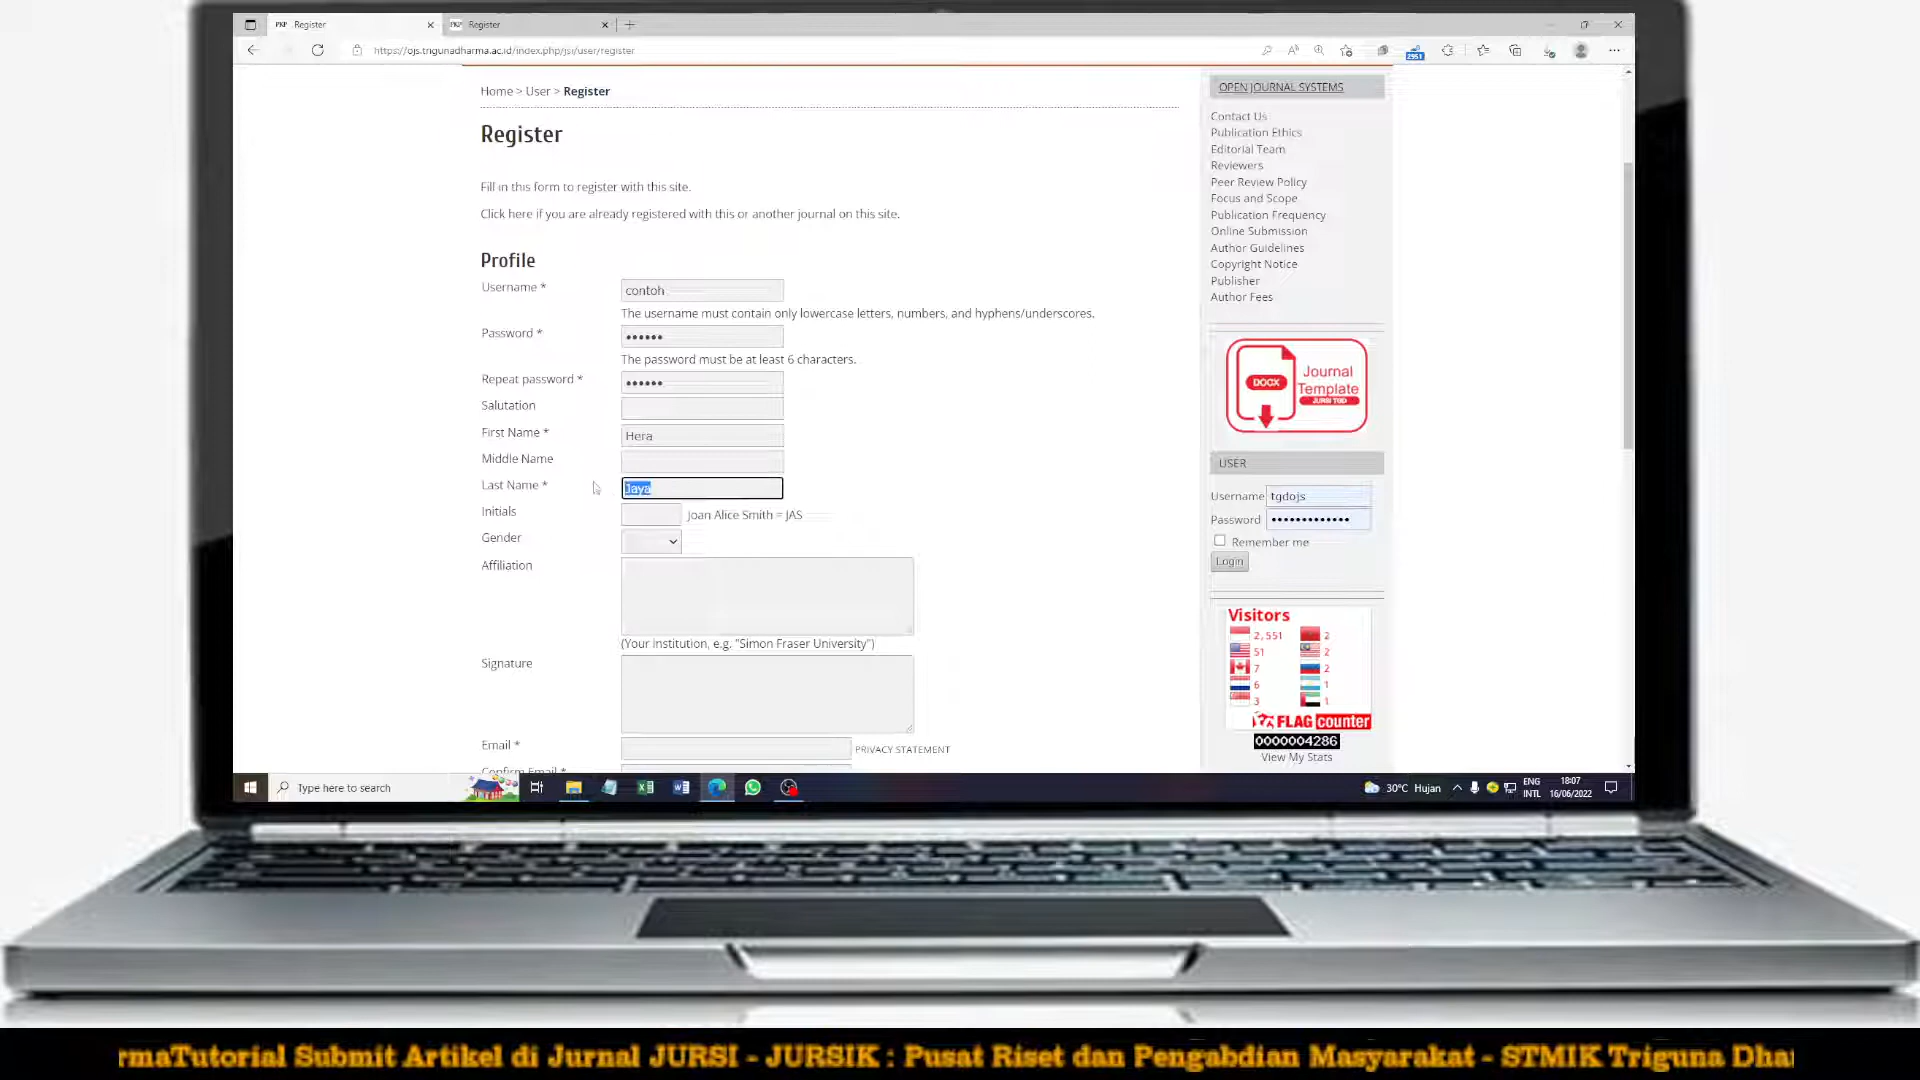 Register
Register
https://ojs.trigunadharma.ac.id/index.php/jsi/user/register
2951
Home > User > Register
Register
Fill in this form to register with this site.
Click here if you are already registered with this or another journal on this site.
Profile
Username *
contoh
The username must contain only lowercase letters, numbers, and hyphens/underscores.
Password *
••••••
The password must be at least 6 characters.
Repeat password *
••••••
Salutation
First Name *
Hera
Middle Name
Last Name *
Jaya
Initials
Joan Alice Smith = JAS
Gender
Affiliation
(Your institution, e.g. "Simon Fraser University")
Signature
Email *
PRIVACY STATEMENT
Confirm Email *
OPEN JOURNAL SYSTEMS
Contact Us
Publication Ethics
Editorial Team
Reviewers
Peer Review Policy
Focus and Scope
Publication Frequency
Online Submission
Author Guidelines
Copyright Notice
Publisher
Author Fees
DOCX
Journal
Template
JURSI TGD
USER
Username
tgdojs
Password
•••••••••••••
Remember me
Login
Visitors
2,551
2
51
2
7
2
6
1
3
1
FLAG counter
0000004286
View My Stats
Type here to search
30°C Hujan
ENG
INTL
18:07
16/06/2022
rmaTutorial Submit Artikel di Jurnal JURSI - JURSIK : Pusat Riset dan Pengabdian Masyarakat - STMIK Triguna Dha